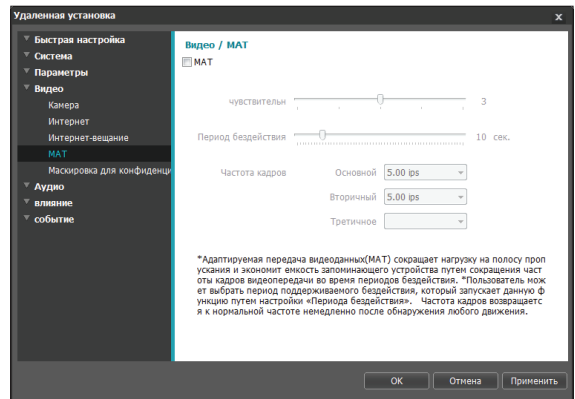 Удаленная установка
x
Быстрая настройка
Система
Параметры
Видео
Камера
Интернет
Интернет-вещание
MAT
Маскировка для конфиденци
Аудио
влияние
событие
Видео / MAT
MAT
чувствительн 3
Период бездействия 10 сек.
Частота кадров Основной 5.00 ips
Вторичный 5.00 ips
Третичное
*Адаптируемая передача видеоданных(MAT) сокращает нагрузку на полосу проп
ускания и экономит емкость запоминающего устройства путем сокращения част
оты кадров видеопередачи во время периодов бездействия. *Пользователь мож
ет выбрать период поддерживаемого бездействия, который запускает данную ф
ункцию путем настройки «Периода бездействия». Частота кадров возвращаетс
я к нормальной частоте немедленно после обнаружения любого движения.
OK Отмена Применить